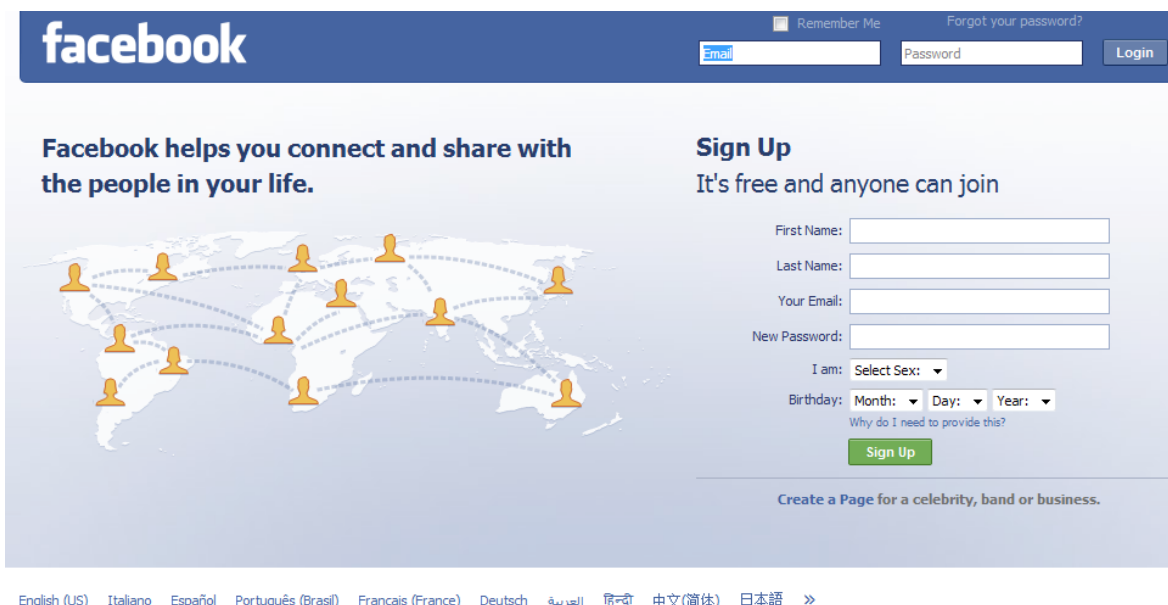 facebook
Remember Me Forgot your password?
Email Password Login
Facebook helps you connect and share with
the people in your life.
Sign Up
It's free and anyone can join
First Name:
Last Name:
Your Email:
New Password:
I am: Select Sex:
Birthday: Month: Day: Year:
Why do I need to provide this?
Sign Up
Create a Page for a celebrity, band or business.
English (US) Italiano Español Português (Brasil) Français (France) Deutsch العربية हिन्दी 中文(简体) 日本語 »